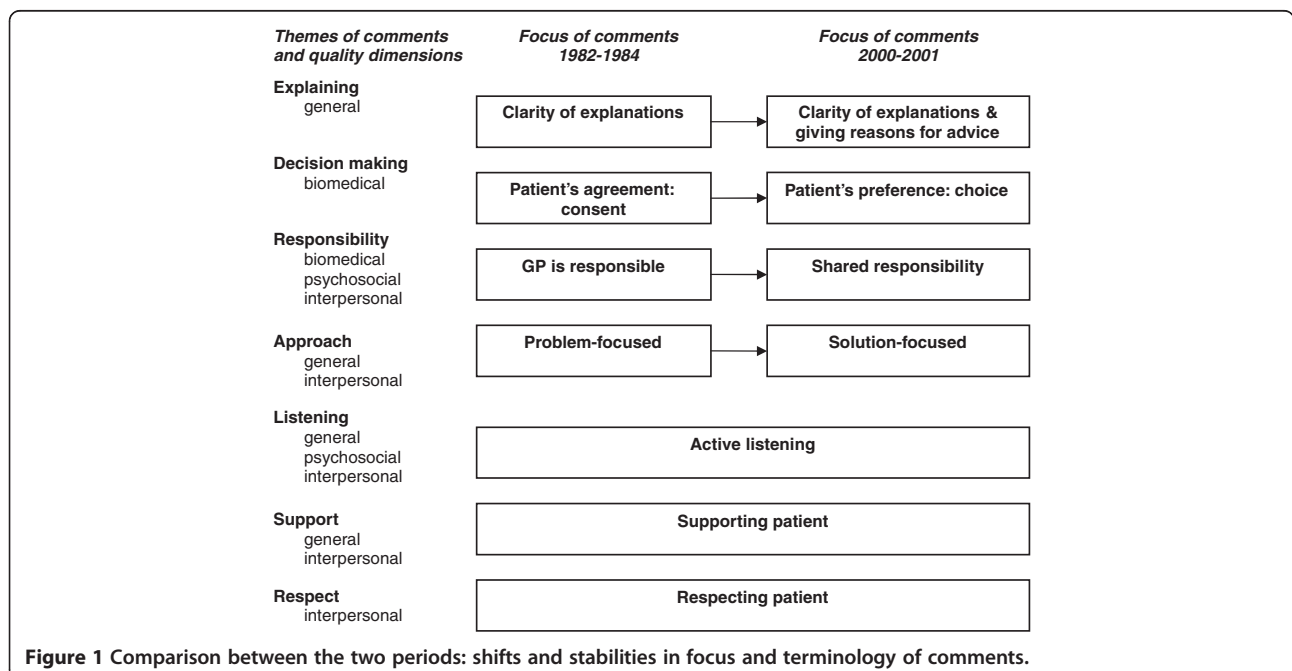 Themes of comments and quality dimensions
Focus of comments 1982-1984
Focus of comments 2000-2001
Explaining
general
Clarity of explanations
Clarity of explanations &
giving reasons for advice
Decision making
biomedical
Patient's agreement:
consent
Patient's preference: choice
Responsibility
biomedical
psychosocial
interpersonal
GP is responsible
Shared responsibility
Approach
general
interpersonal
Problem-focused
Solution-focused
Listening
general
psychosocial
interpersonal
Active listening
Support
general
interpersonal
Supporting patient
Respect
interpersonal
Respecting patient
Figure 1 Comparison between the two periods: shifts and stabilities in focus and terminology of comments.